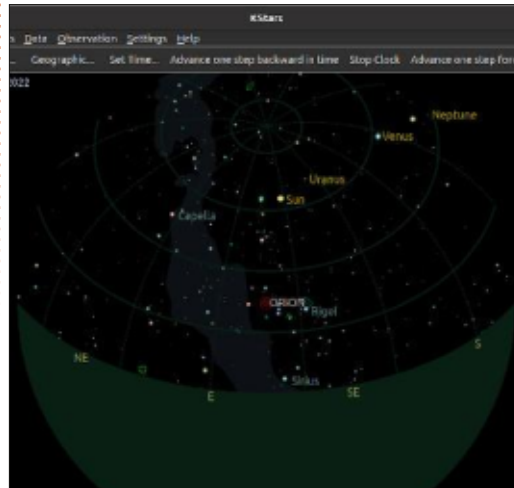 KStars
Data Observation Settings Help
Geographic... Set Time... Advance one step backward in time Stop Clock Advance one step for
2022
Neptune
Venus
Uranus
Sun
Capella
ORION
Rigel
S
NE
Sirius
E
SE